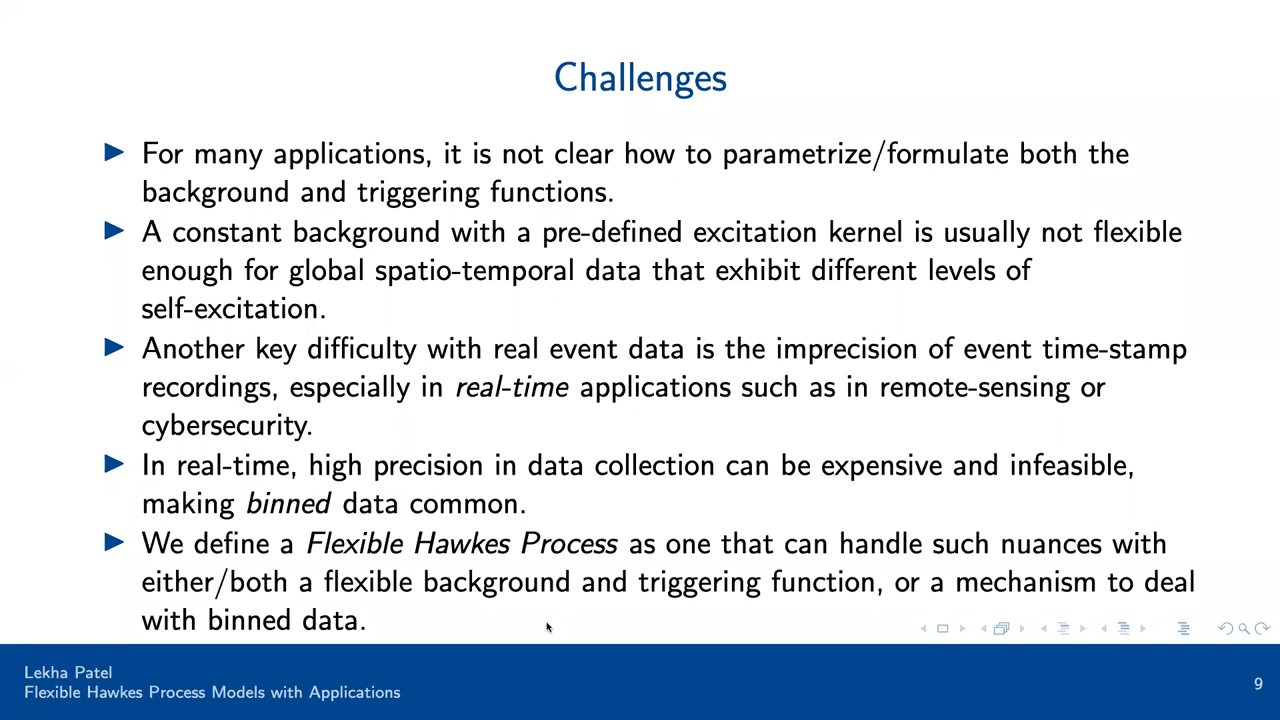 Challenges
For many applications, it is not clear how to parametrize/formulate both the
background and triggering functions.
A constant background with a pre-defined excitation kernel is usually not flexible
enough for global spatio-temporal data that exhibit different levels of
self-excitation.
Another key difficulty with real event data is the imprecision of event time-stamp
recordings, especially in real-time applications such as in remote-sensing or
cybersecurity.
In real-time, high precision in data collection can be expensive and infeasible,
making binned data common.
We define a Flexible Hawkes Process as one that can handle such nuances with
either/both a flexible background and triggering function, or a mechanism to deal
with binned data.
Lekha Patel
Flexible Hawkes Process Models with Applications
9